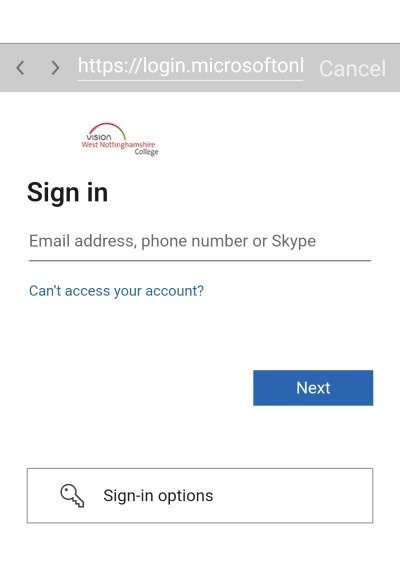 https://login.microsoftonl
Cancel
VISION
West Nottinghamshire
College
Sign in
Email address, phone number or Skype
Can't access your account?
Next
Sign-in options